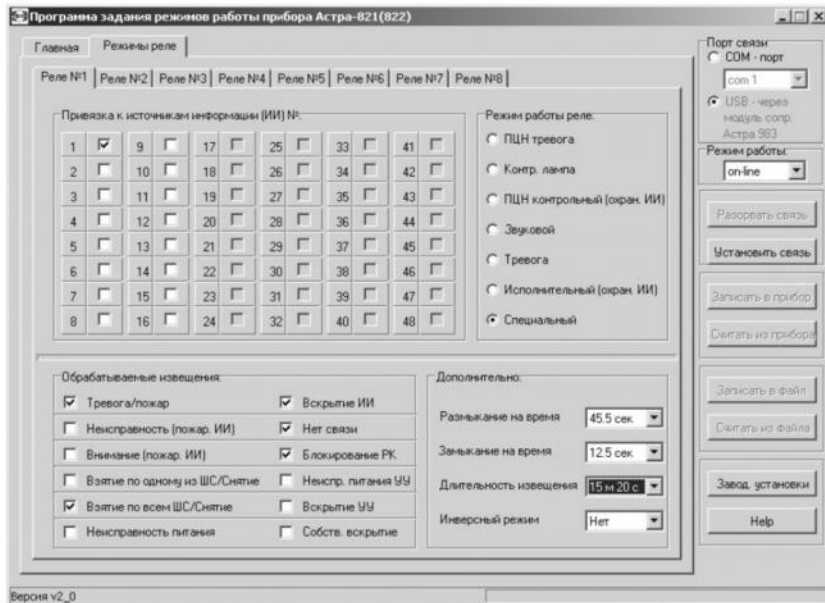 Программа задания режимов работы прибора Астра-821(822)
Главная Режимы реле
Реле №1 Реле №2 Реле №3 Реле №4 Реле №5 Реле №6 Реле №7 Реле №8
Привязка к источникам информации (ИИ) №:
1 9 17 25 33 41
2 10 18 26 34 42
3 11 19 27 35 43
4 12 20 28 36 44
5 13 21 29 37 45
6 14 22 30 38 46
7 15 23 31 39 47
8 16 24 32 40 48
Режим работы реле:
ПЦН тревога
Контр. лампа
ПЦН контрольный (охран. ИИ)
Звуковой
Тревога
Исполнительный (охран. ИИ)
Специальный
Обрабатываемые извещения:
Тревога/пожар Вскрытие ИИ
Неисправность (пожар. ИИ) Нет связи
Внимание (пожар. ИИ) Блокирование РК
Взятие по одному из ШС/Снятие Неиспр. питания УУ
Взятие по всем ШС/Снятие Вскрытие УУ
Неисправность питания Собств. вскрытие
Дополнительно:
Размыкание на время 45.5 сек
Замыкание на время 12.5 сек
Длительность извещения 15 м 20 с
Инверсный режим Нет
Порт связи
COM - порт
com 1
USB - через
модуль сопр.
Астра 983
Режим работы:
on-line
Разорвать связь
Установить связь
Записать в прибор
Считать из прибора
Записать в файл
Считать из файла
Завод. установки
Help
Версия v2_0